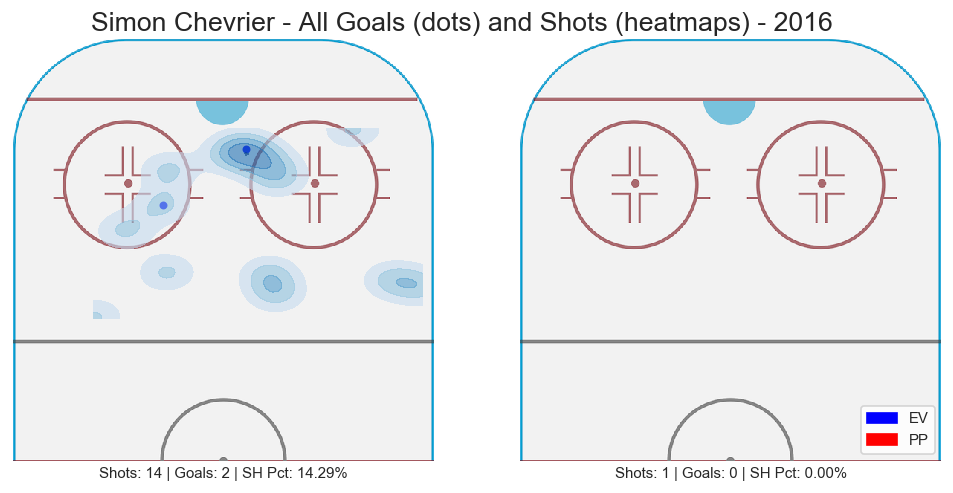 Simon Chevrier - All Goals (dots) and Shots (heatmaps) - 2016
EV
PP
Shots: 14 | Goals: 2 | SH Pct: 14.29%
Shots: 1 | Goals: 0 | SH Pct: 0.00%